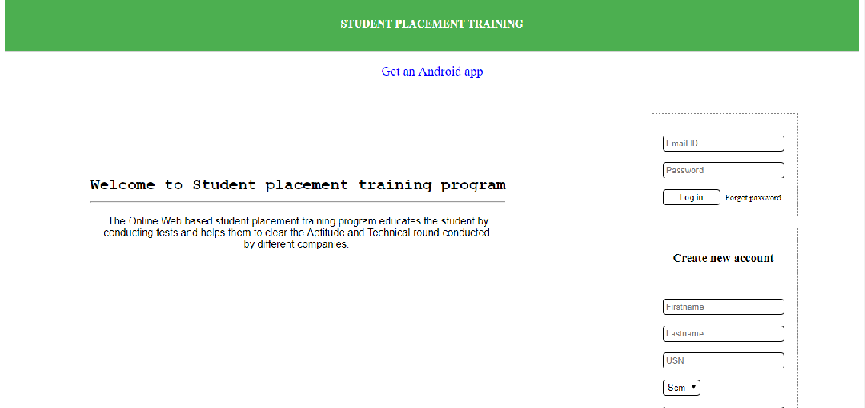 STUDENT PLACEMENT TRAINING
Get an Android app
Email ID
Password
Log in Forgot password
Welcome to Student placement training program
The Online Web based student placement training program educates the student by
conducting tests and helps them to clear the Aptitude and Technical round conducted
by different companies.
Create new account
Firstname
Lastname
USN
Sem